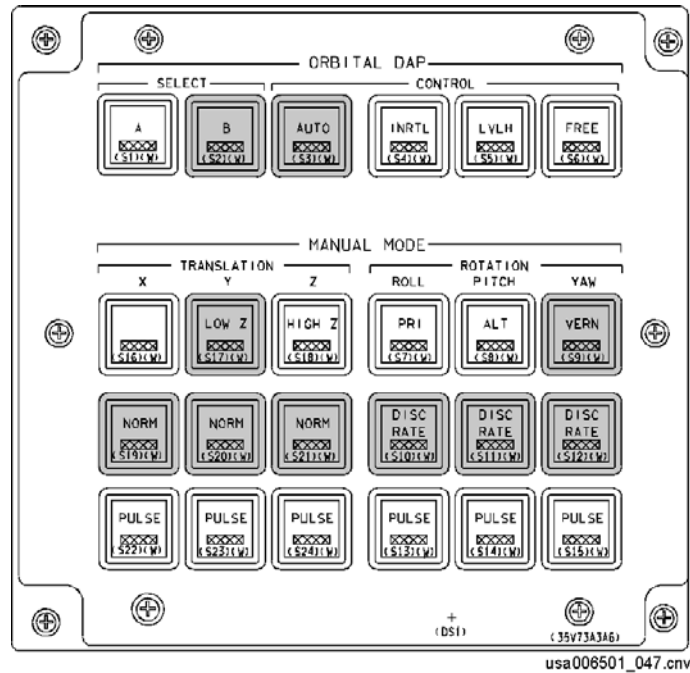 ORBITAL DAP
SELECT CONTROL
A B AUTO INRTL LVLH FREE
(S1)(W) (S2)(W) (S3)(W) (S4)(W) (S5)(W) (S6)(W)
MANUAL MODE
TRANSLATION ROTATION
X Y Z ROLL PITCH YAW
LOW Z HIGH Z PRI ALT VERN
(S16)(W) (S17)(W) (S18)(W) (S7)(W) (S8)(W) (S9)(W)
NORM NORM NORM DISC RATE DISC RATE DISC RATE
(S19)(W) (S20)(W) (S21)(W) (S10)(W) (S11)(W) (S12)(W)
PULSE PULSE PULSE PULSE PULSE PULSE
(S22)(W) (S23)(W) (S24)(W) (S13)(W) (S14)(W) (S15)(W)
+
(DS1) (35V73A3A6)
usa006501_047.cnv